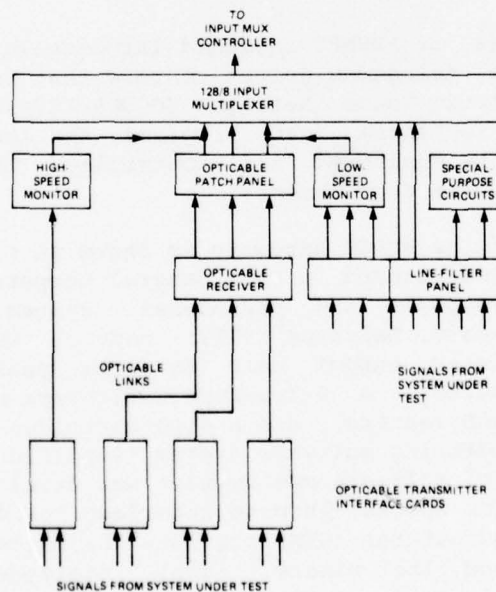 TO
INPUT MUX
CONTROLLER
128/8 INPUT
MULTIPLEXER
HIGH-
SPEED
MONITOR
OPTICABLE
PATCH PANEL
LOW-
SPEED
MONITOR
SPECIAL-
PURPOSE
CIRCUITS
OPTICABLE
RECEIVER
LINE-FILTER
PANEL
OPTICABLE
LINKS
SIGNALS FROM
SYSTEM UNDER
TEST
OPTICABLE TRANSMITTER
INTERFACE CARDS
SIGNALS FROM SYSTEM UNDER TEST